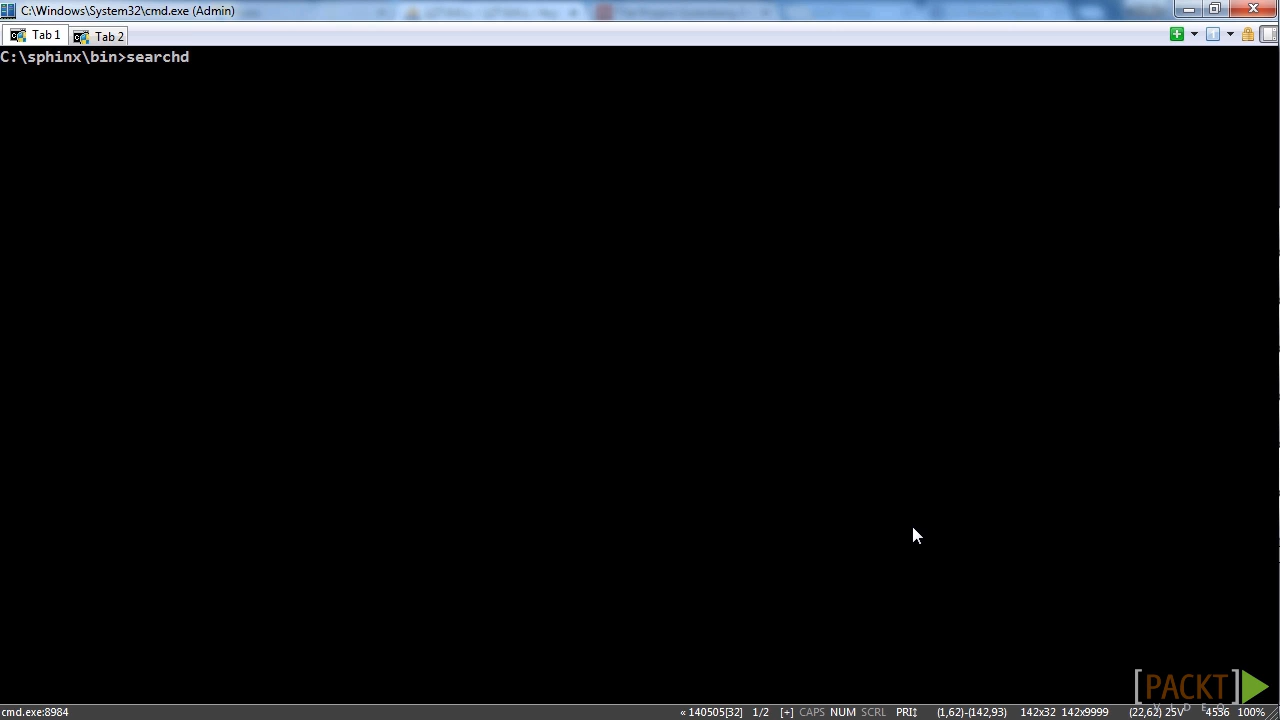 C:\Windows\System32\cmd.exe (Admin)
Tab 1
Tab 2
C:\sphinx\bin>searchd
[PACKT]
VIDEO
cmd.exe:8984
« 140505[32] 1/2 [+] CAPS NUM SCRL PRI↕ (1,62)-(142,93) 142x32 142x9999 (22,62) 25V 4536 100%